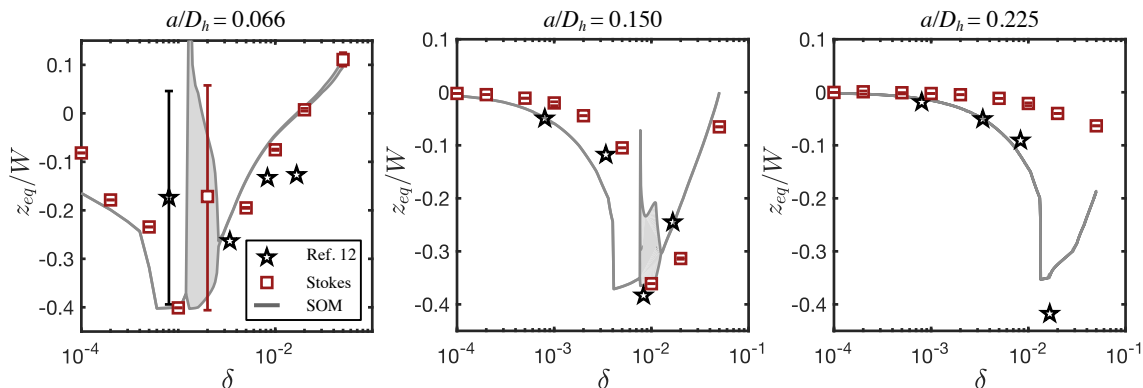 a/D_h = 0.066
z_eq/W
0.1
0
-0.1
-0.2
-0.3
-0.4
10^-4
10^-2
δ
Ref. 12
Stokes
SOM
a/D_h = 0.150
z_eq/W
0.1
0
-0.1
-0.2
-0.3
-0.4
10^-4
10^-3
10^-2
10^-1
δ
a/D_h = 0.225
z_eq/W
0.1
0
-0.1
-0.2
-0.3
-0.4
10^-4
10^-3
10^-2
10^-1
δ